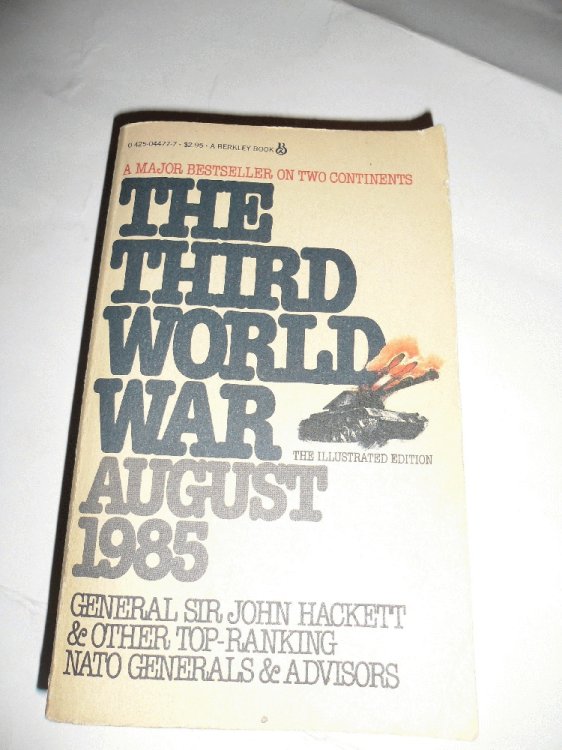 0 425-04477-7 • $2.95 • A BERKLEY BOOK
A MAJOR BESTSELLER ON TWO CONTINENTS
THE
THIRD
WORLD
WAR
THE ILLUSTRATED EDITION
AUGUST
1985
GENERAL SIR JOHN HACKETT
& OTHER TOP-RANKING
NATO GENERALS & ADVISORS